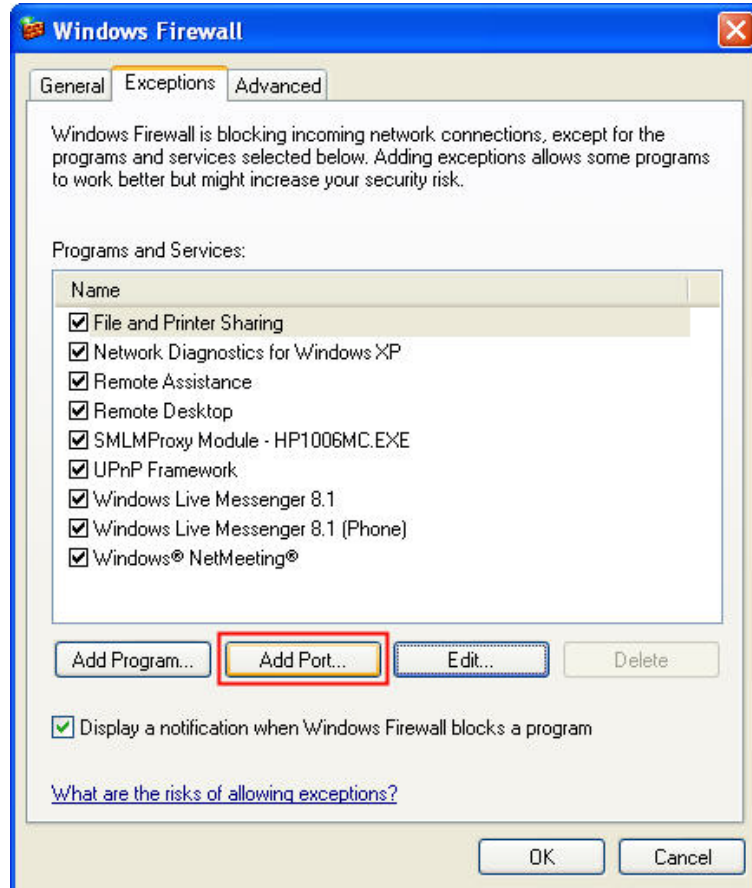 Windows Firewall
General Exceptions Advanced
Windows Firewall is blocking incoming network connections, except for the
programs and services selected below. Adding exceptions allows some programs
to work better but might increase your security risk.
Programs and Services:
Name
File and Printer Sharing
Network Diagnostics for Windows XP
Remote Assistance
Remote Desktop
SMLMProxy Module - HP1006MC.EXE
UPnP Framework
Windows Live Messenger 8.1
Windows Live Messenger 8.1 (Phone)
Windows® NetMeeting®
Add Program... Add Port... Edit... Delete
Display a notification when Windows Firewall blocks a program
What are the risks of allowing exceptions?
OK Cancel